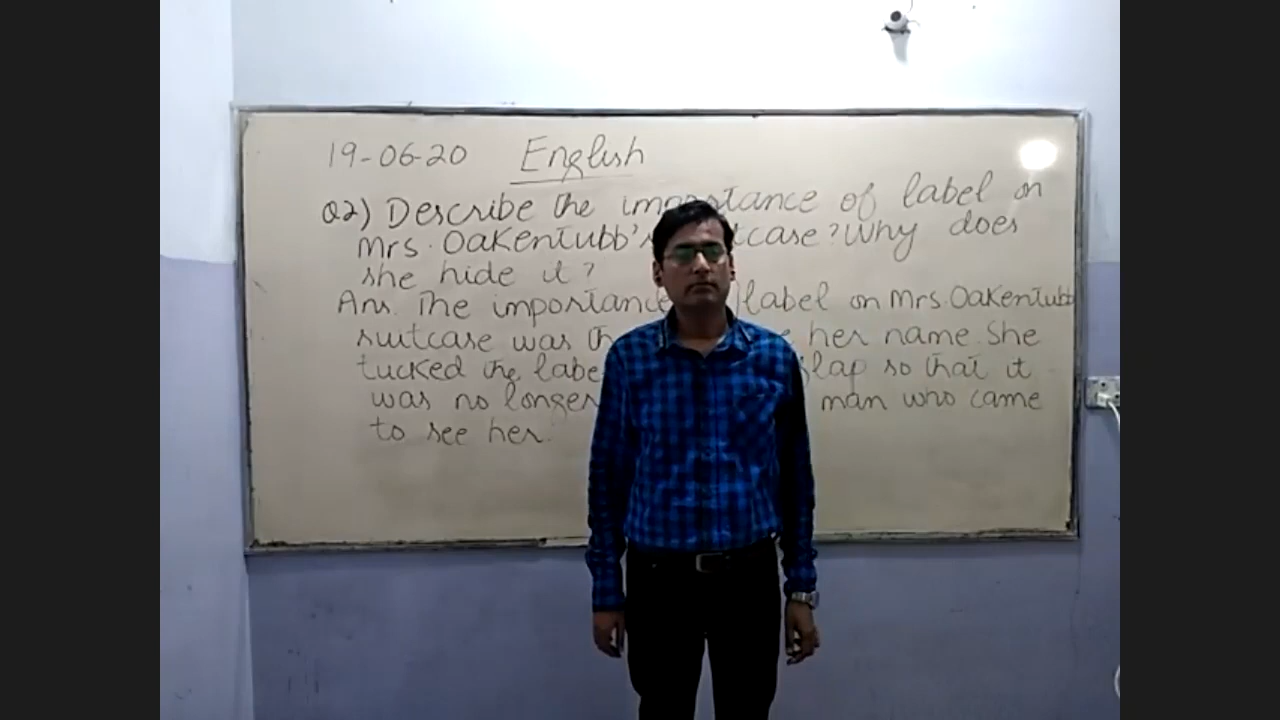 19-06-20 English
Q2) Describe the importance of label on
Mrs. Oakentubb's case? Why does
she hide it?
Ans. The label on Mrs. Oakentubb
suitcase was her name. She
tucked the flap so that it
was no longer man who came
to see her.